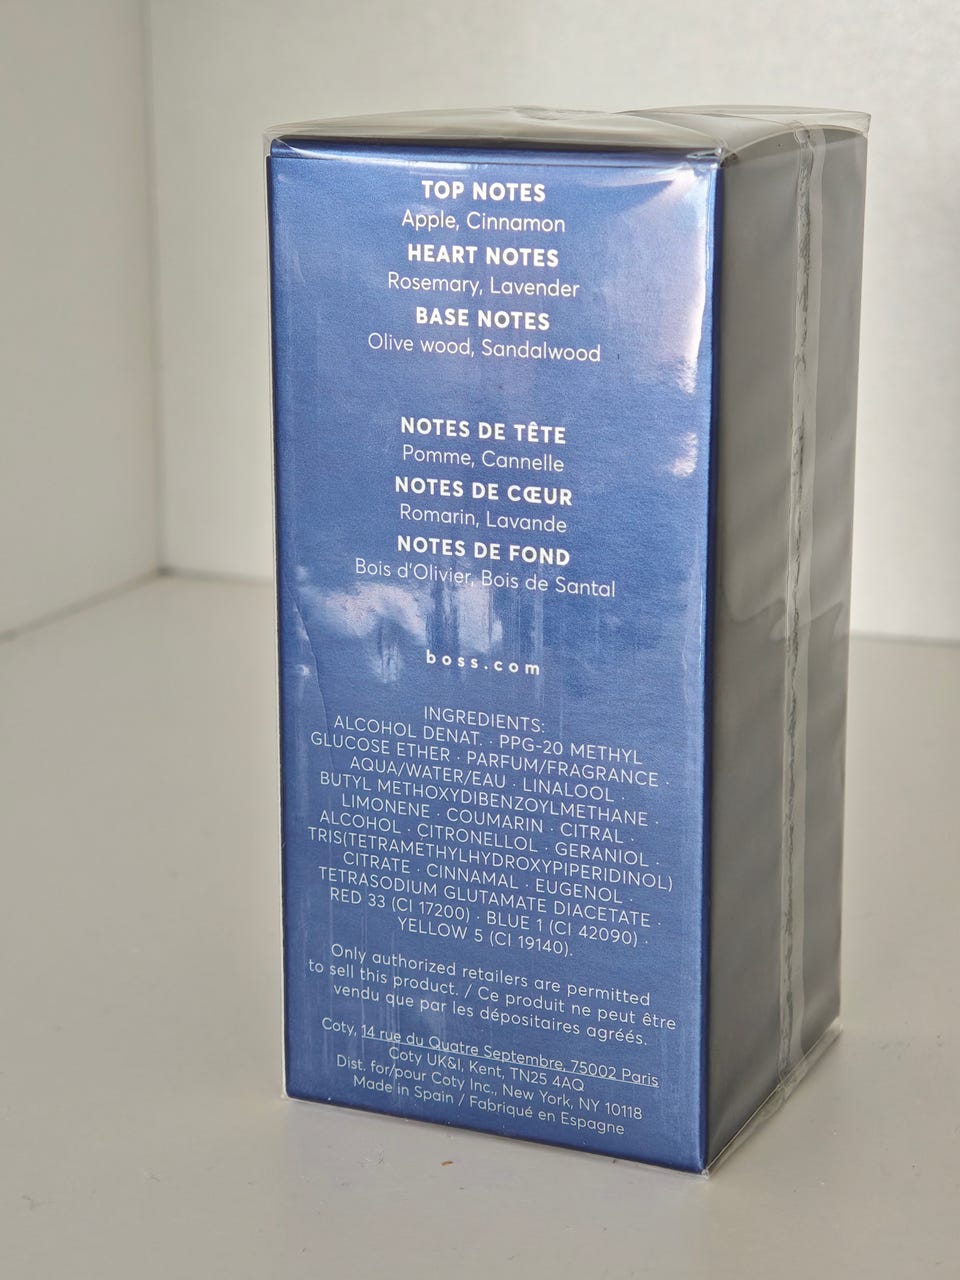 TOP NOTES
Apple, Cinnamon
HEART NOTES
Rosemary, Lavender
BASE NOTES
Olive wood, Sandalwood
NOTES DE TÊTE
Pomme, Cannelle
NOTES DE CŒUR
Romarin, Lavande
NOTES DE FOND
Bois d'Olivier, Bois de Santal
boss.com
INGREDIENTS:
ALCOHOL DENAT. · PPG-20 METHYL
GLUCOSE ETHER · PARFUM/FRAGRANCE ·
AQUA/WATER/EAU · LINALOOL ·
BUTYL METHOXYDIBENZOYLMETHANE ·
LIMONENE · COUMARIN · CITRAL ·
ALCOHOL · CITRONELLOL · GERANIOL ·
TRIS(TETRAMETHYLHYDROXYPIPERIDINOL)
CITRATE · CINNAMAL · EUGENOL ·
TETRASODIUM GLUTAMATE DIACETATE ·
RED 33 (CI 17200) · BLUE 1 (CI 42090) ·
YELLOW 5 (CI 19140).
Only authorized retailers are permitted
to sell this product. / Ce produit ne peut être
vendu que par les dépositaires agréés.
Coty, 14 rue du Quatre Septembre, 75002 Paris
Coty UK&I, Kent, TN25 4AQ
Dist. for/pour Coty Inc., New York, NY 10118
Made in Spain / Fabriqué en Espagne